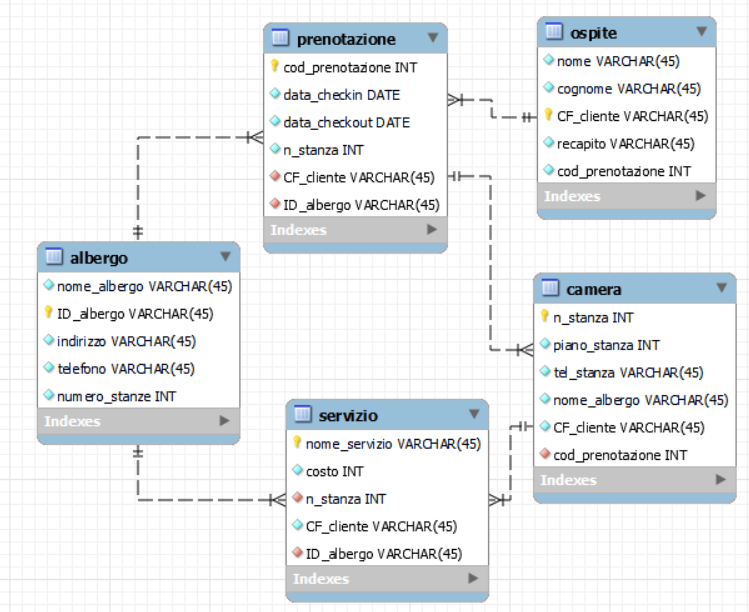 prenotazione
cod_prenotazione INT
data_checkin DATE
data_checkout DATE
n_stanza INT
CF_cliente VARCHAR(45)
ID_albergo VARCHAR(45)
Indexes
ospite
nome VARCHAR(45)
cognome VARCHAR(45)
CF_cliente VARCHAR(45)
recapito VARCHAR(45)
cod_prenotazione INT
Indexes
albergo
nome_albergo VARCHAR(45)
ID_albergo VARCHAR(45)
indirizzo VARCHAR(45)
telefono VARCHAR(45)
numero_stanze INT
Indexes
camera
n_stanza INT
piano_stanza INT
tel_stanza VARCHAR(45)
nome_albergo VARCHAR(45)
CF_cliente VARCHAR(45)
cod_prenotazione INT
Indexes
servizio
nome_servizio VARCHAR(45)
costo INT
n_stanza INT
CF_cliente VARCHAR(45)
ID_albergo VARCHAR(45)
Indexes